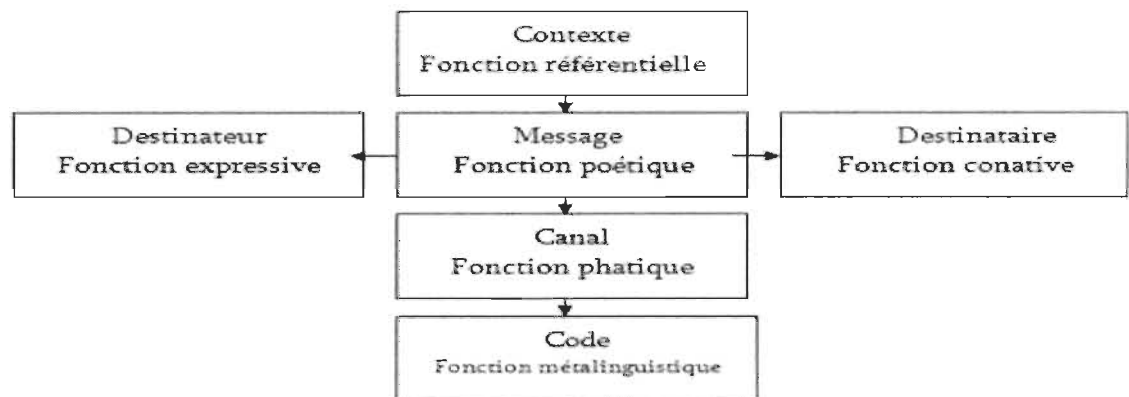 Contexte
Fonction référentielle
Destinateur
Fonction expressive
Message
Fonction poétique
Destinataire
Fonction conative
Canal
Fonction phatique
Code
Fonction métalinguistique